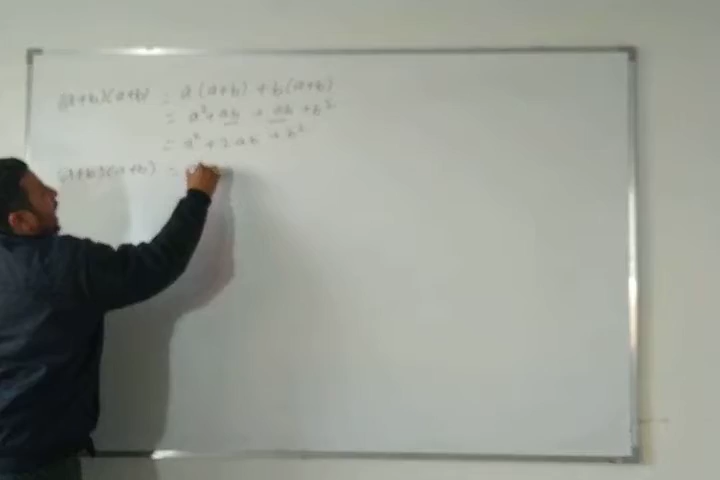 (a+b)(a+b) = a(a+b) + b(a+b)
= a² + ab + ab + b²
= a² + 2ab + b²
(a+b)(a+b) =